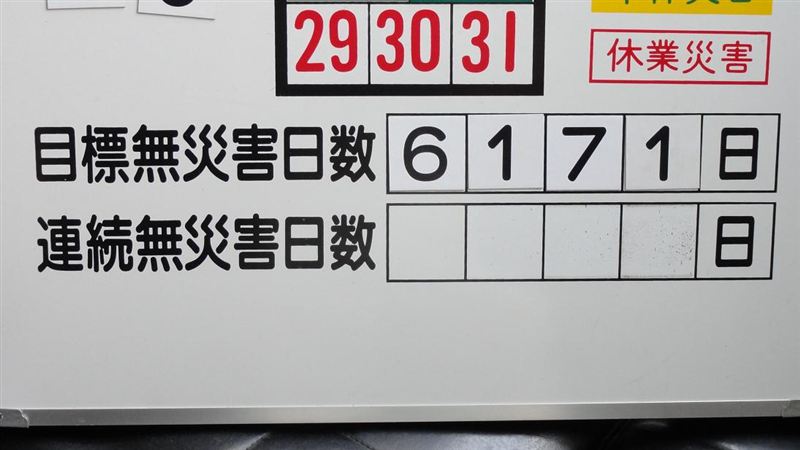 29 30 31
休業災害
目標無災害日数 6171日
連続無災害日数 日